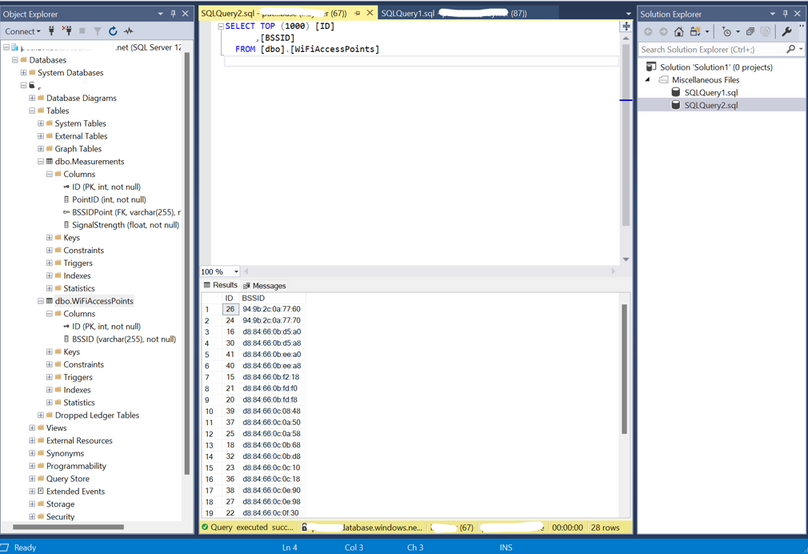 Object Explorer
Connect
.net (SQL Server 12
Databases
System Databases
Database Diagrams
Tables
System Tables
External Tables
Graph Tables
dbo.Measurements
Columns
ID (PK, int, not null)
PointID (int, not null)
BSSIDPoint (FK, varchar(255), r
SignalStrength (float, not null)
Keys
Constraints
Triggers
Indexes
Statistics
dbo.WiFiAccessPoints
Columns
ID (PK, int, not null)
BSSID (varchar(255), not null)
Keys
Constraints
Triggers
Indexes
Statistics
Dropped Ledger Tables
Views
External Resources
Synonyms
Programmability
Query Store
Extended Events
Storage
Security
SQLQuery2.sql - (67))
SQLQuery1.sql (87))
SELECT TOP (1000) [ID]
,[BSSID]
FROM [dbo].[WiFiAccessPoints]
100 %
Results Messages
ID BSSID
1 26 94:9b:2c:0a:77:60
2 24 94:9b:2c:0a:77:70
3 16 d8:84:66:0b:d5:a0
4 30 d8:84:66:0b:d5:a8
5 41 d8:84:66:0b:ee:a0
6 40 d8:84:66:0b:ee:a8
7 15 d8:84:66:0b:f2:18
8 21 d8:84:66:0b:fd:f0
9 20 d8:84:66:0b:fd:f8
10 39 d8:84:66:0c:08:48
11 37 d8:84:66:0c:0a:50
12 25 d8:84:66:0c:0a:58
13 18 d8:84:66:0c:0b:68
14 32 d8:84:66:0c:0b:d8
15 23 d8:84:66:0c:0c:10
16 36 d8:84:66:0c:0c:18
17 38 d8:84:66:0c:0e:90
18 27 d8:84:66:0c:0e:98
19 22 d8:84:66:0c:0f:30
Query executed succ... database.windows.ne... (67) 00:00:00 28 rows
Solution Explorer
Search Solution Explorer (Ctrl+;)
Solution 'Solution1' (0 projects)
Miscellaneous Files
SQLQuery1.sql
SQLQuery2.sql
Ready Ln 4 Col 3 Ch 3 INS